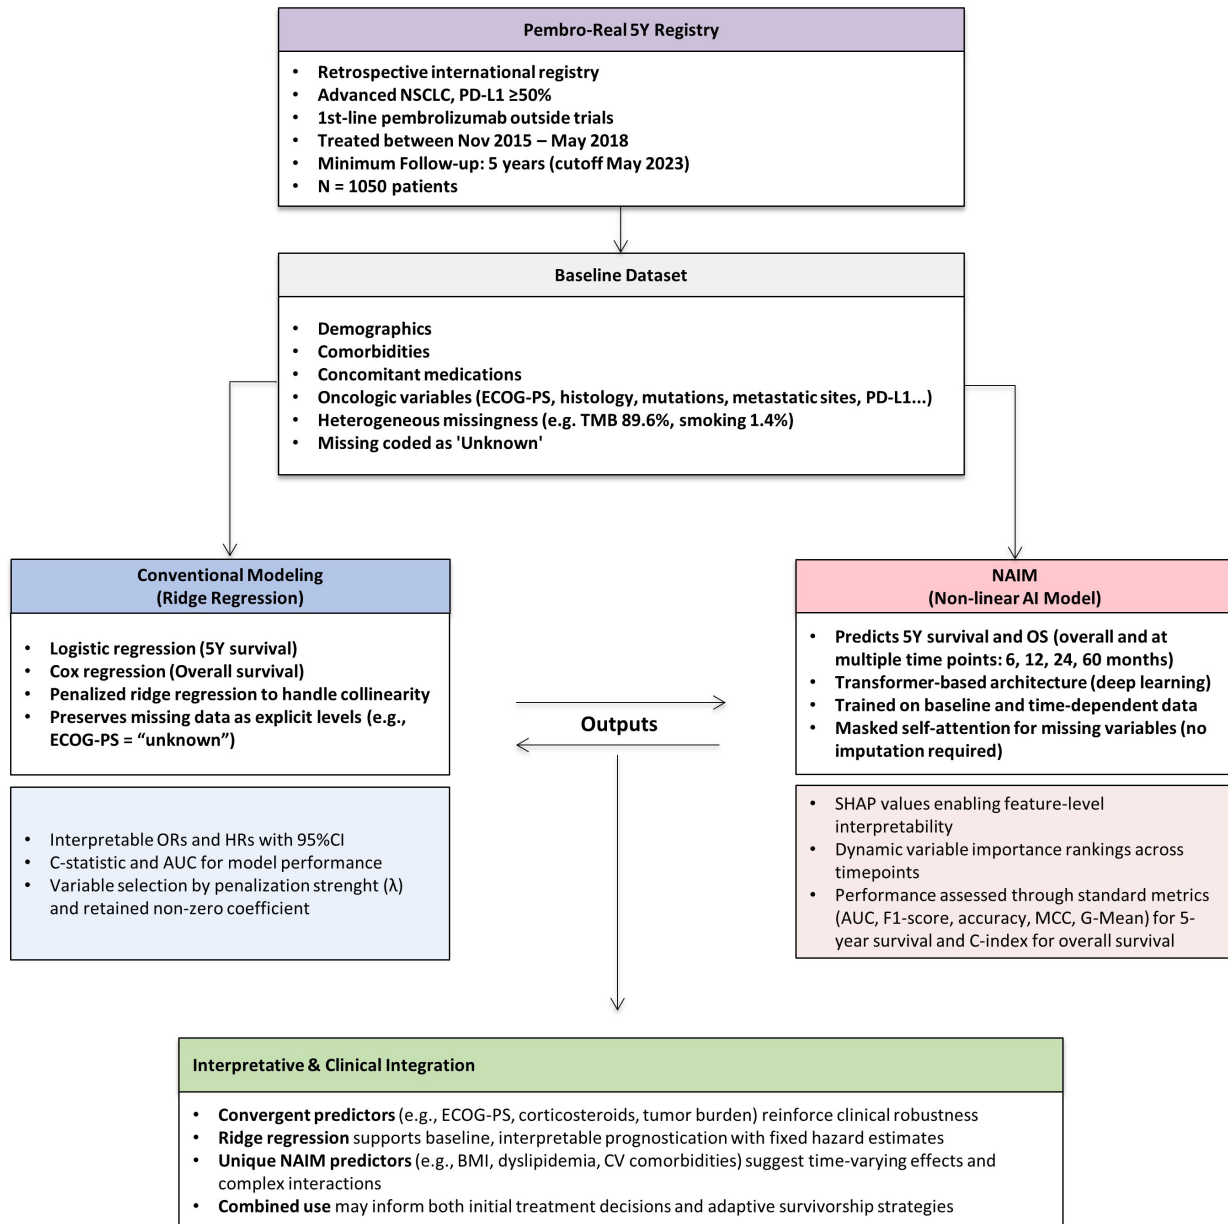 Pembro-Real 5Y Registry
• Retrospective international registry
• Advanced NSCLC, PD-L1 ≥50%
• 1st-line pembrolizumab outside trials
• Treated between Nov 2015 – May 2018
• Minimum Follow-up: 5 years (cutoff May 2023)
• N = 1050 patients
Baseline Dataset
• Demographics
• Comorbidities
• Concomitant medications
• Oncologic variables (ECOG-PS, histology, mutations, metastatic sites, PD-L1...)
• Heterogeneous missingness (e.g. TMB 89.6%, smoking 1.4%)
• Missing coded as 'Unknown'
Conventional Modeling
(Ridge Regression)
• Logistic regression (5Y survival)
• Cox regression (Overall survival)
• Penalized ridge regression to handle collinearity
• Preserves missing data as explicit levels (e.g.,
ECOG-PS = “unknown”)
• Interpretable ORs and HRs with 95%CI
• C-statistic and AUC for model performance
• Variable selection by penalization strenght (λ)
and retained non-zero coefficient
Outputs
NAIM
(Non-linear AI Model)
• Predicts 5Y survival and OS (overall and at
multiple time points: 6, 12, 24, 60 months)
• Transformer-based architecture (deep learning)
• Trained on baseline and time-dependent data
• Masked self-attention for missing variables (no
imputation required)
• SHAP values enabling feature-level
interpretability
• Dynamic variable importance rankings across
timepoints
• Performance assessed through standard metrics
(AUC, F1-score, accuracy, MCC, G-Mean) for 5-
year survival and C-index for overall survival
Interpretative & Clinical Integration
• Convergent predictors (e.g., ECOG-PS, corticosteroids, tumor burden) reinforce clinical robustness
• Ridge regression supports baseline, interpretable prognostication with fixed hazard estimates
• Unique NAIM predictors (e.g., BMI, dyslipidemia, CV comorbidities) suggest time-varying effects and
complex interactions
• Combined use may inform both initial treatment decisions and adaptive survivorship strategies